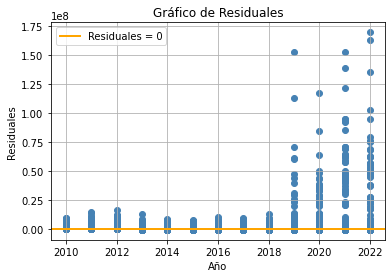 Gráfico de Residuales
1e8
Residuales = 0
1.75
1.50
1.25
1.00
0.75
0.50
0.25
0.00
Residuales
2010 2012 2014 2016 2018 2020 2022
Año